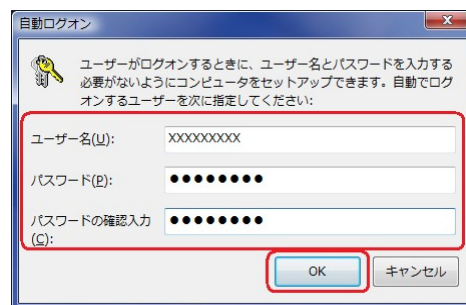 自動ログオン
ユーザーがログオンするときに、ユーザー名とパスワードを入力する
必要がないようにコンピュータをセットアップできます。自動でログ
オンするユーザーを次に指定してください:
ユーザー名(U):
XXXXXXXXX
パスワード(P):
●●●●●●●●
パスワードの確認入力
(C):
●●●●●●●●
OK
キャンセル